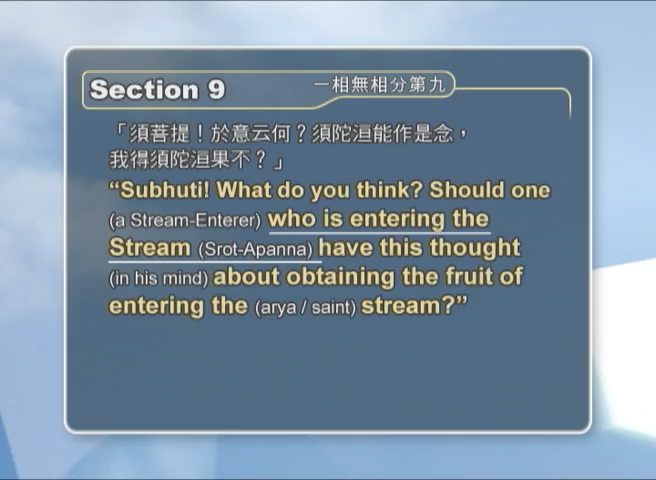 Section 9
一相無相分第九
「須菩提！於意云何？須陀洹能作是念，
我得須陀洹果不？」
“Subhuti! What do you think? Should one
(a Stream-Enterer) who is entering the
Stream (Srot-Apanna) have this thought
(in his mind) about obtaining the fruit of
entering the (arya / saint) stream?”